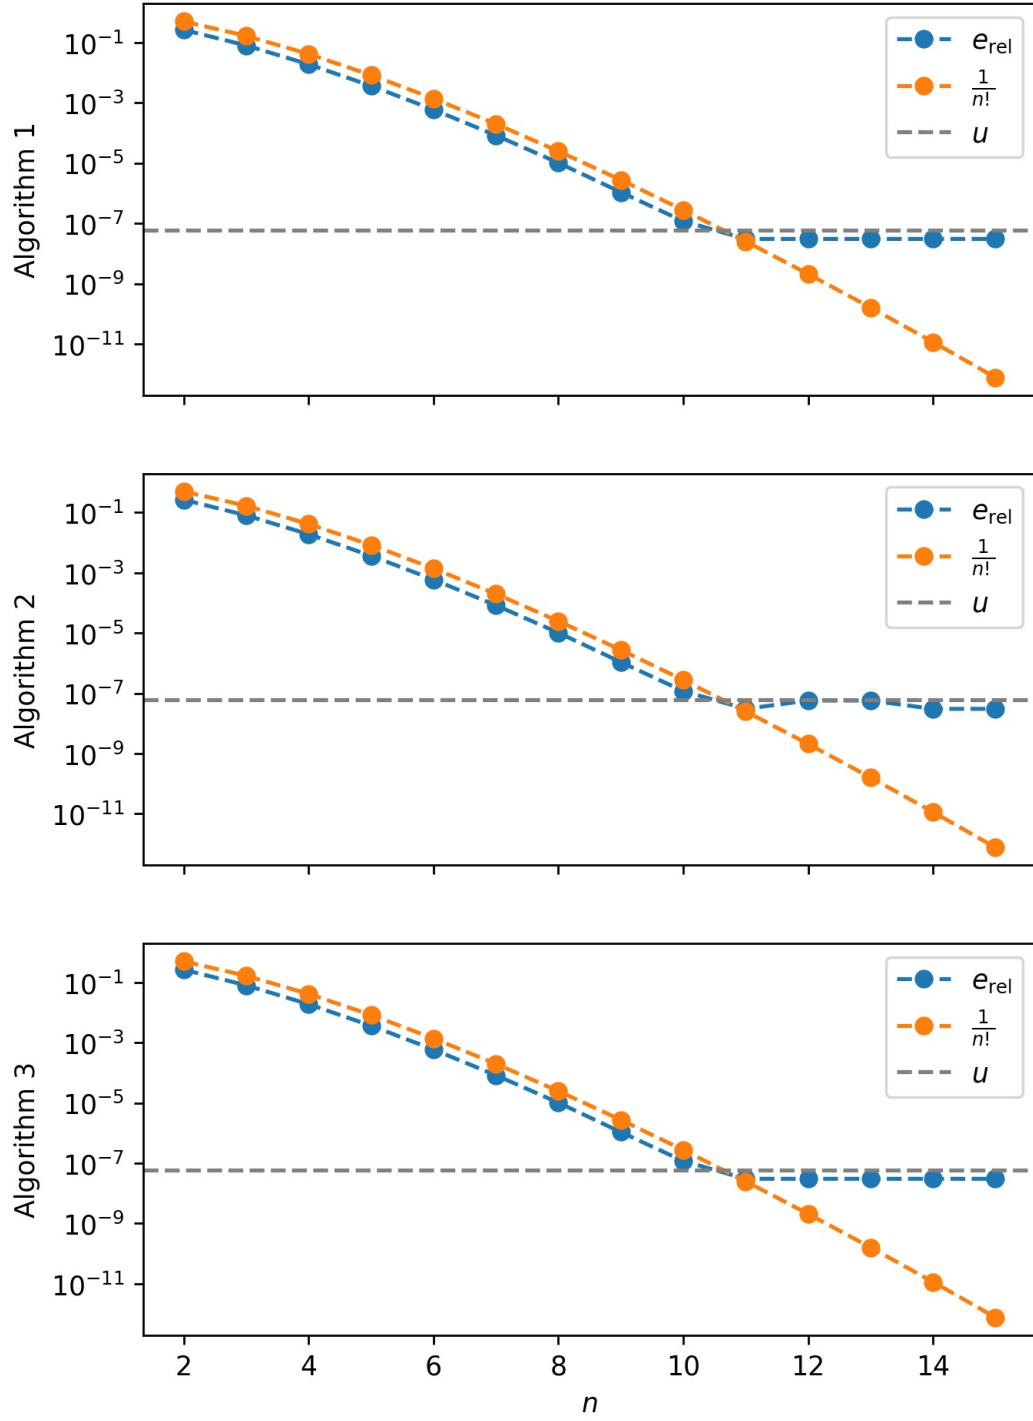 Algorithm 1
10⁻¹
10⁻³
10⁻⁵
10⁻⁷
10⁻⁹
10⁻¹¹
e_rel
1/n!
u
Algorithm 2
10⁻¹
10⁻³
10⁻⁵
10⁻⁷
10⁻⁹
10⁻¹¹
e_rel
1/n!
u
Algorithm 3
10⁻¹
10⁻³
10⁻⁵
10⁻⁷
10⁻⁹
10⁻¹¹
e_rel
1/n!
u
2 4 6 8 10 12 14
n